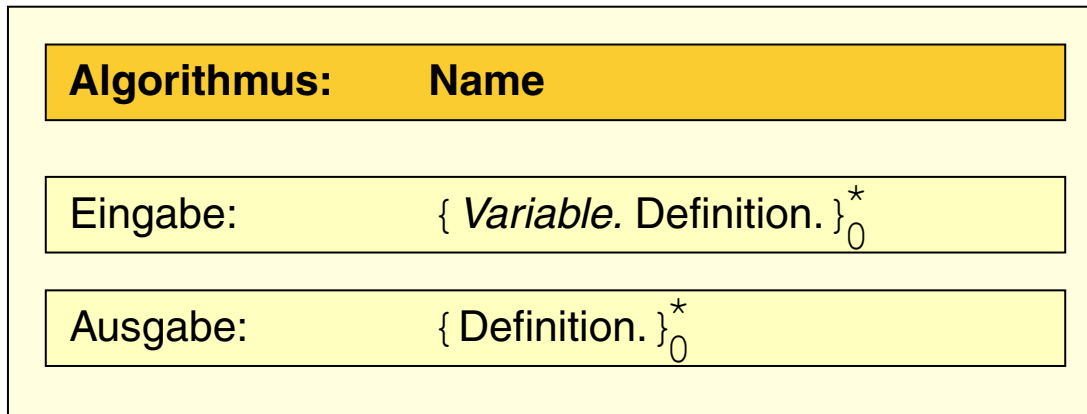 Algorithmus: Name
Eingabe: { Variable. Definition. }*0
Ausgabe: { Definition. }*0